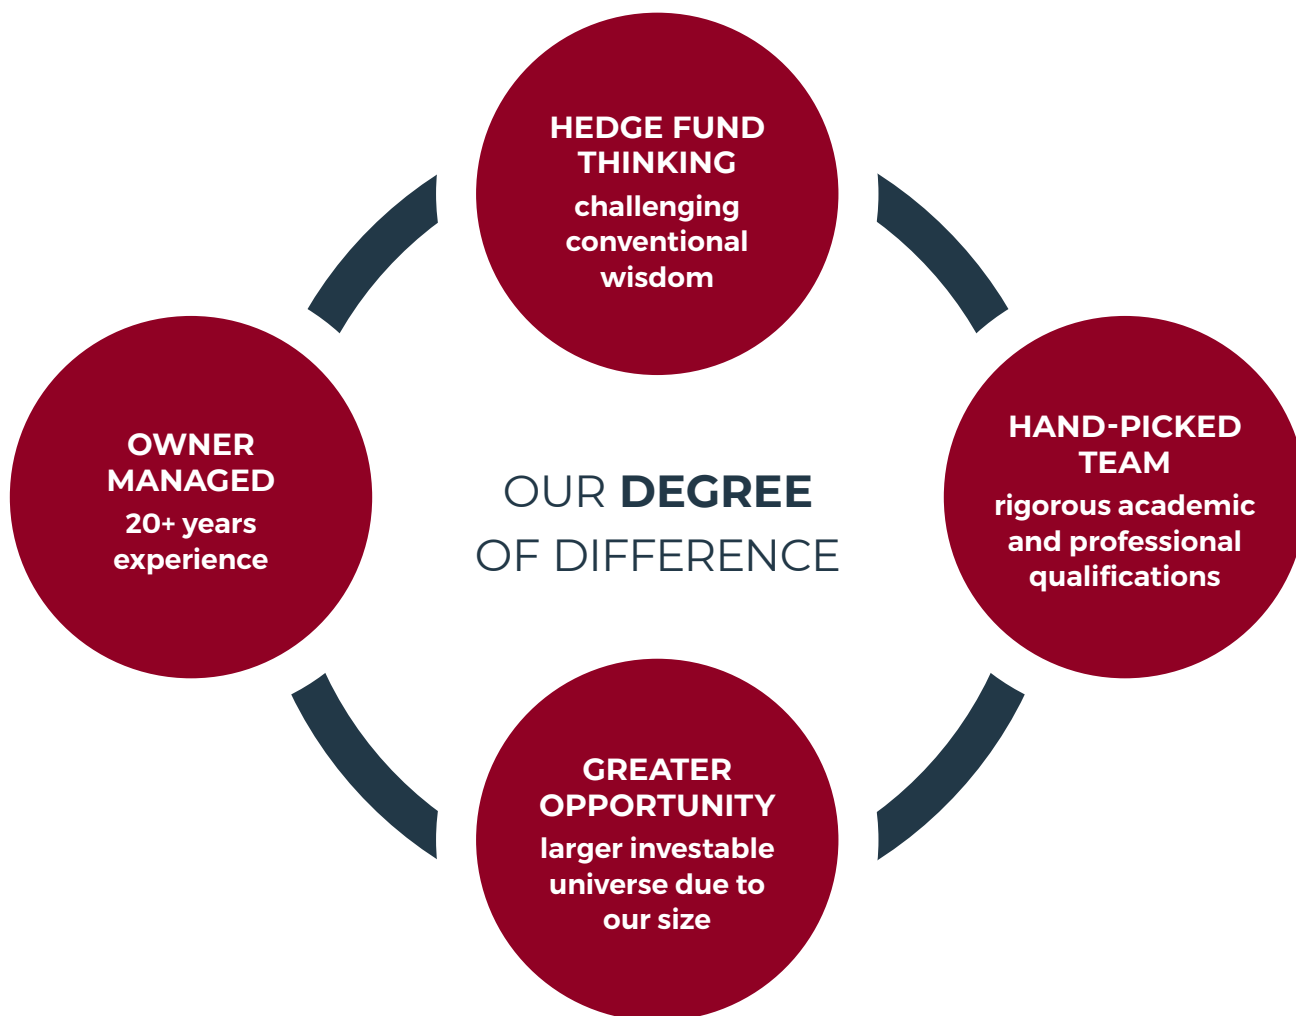 HEDGE FUND
THINKING
challenging
conventional
wisdom
OWNER
MANAGED
20+ years
experience
OUR DEGREE
OF DIFFERENCE
HAND-PICKED
TEAM
rigorous academic
and professional
qualifications
GREATER
OPPORTUNITY
larger investable
universe due to
our size